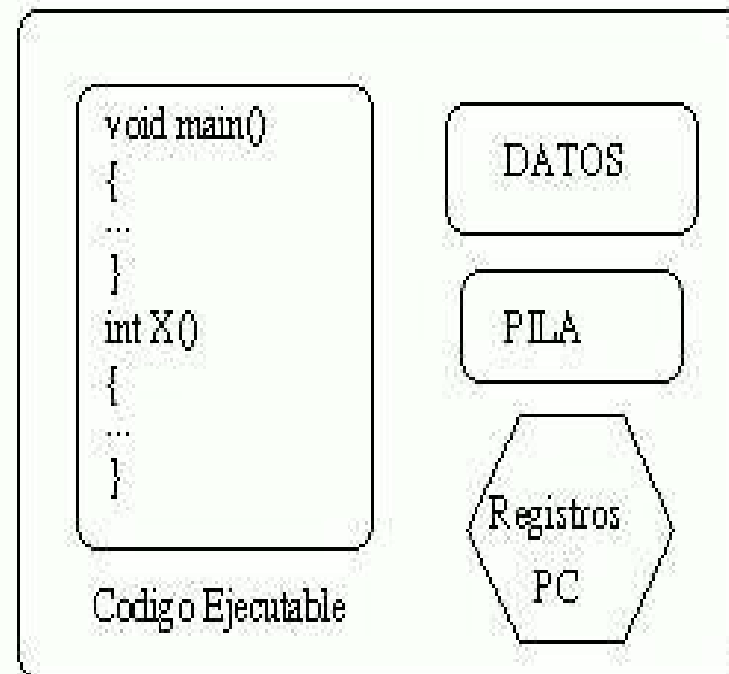 void main()
{
...
}
int X()
{
...
}
Codigo Ejecutable
DATOS
PILA
Registros
PC